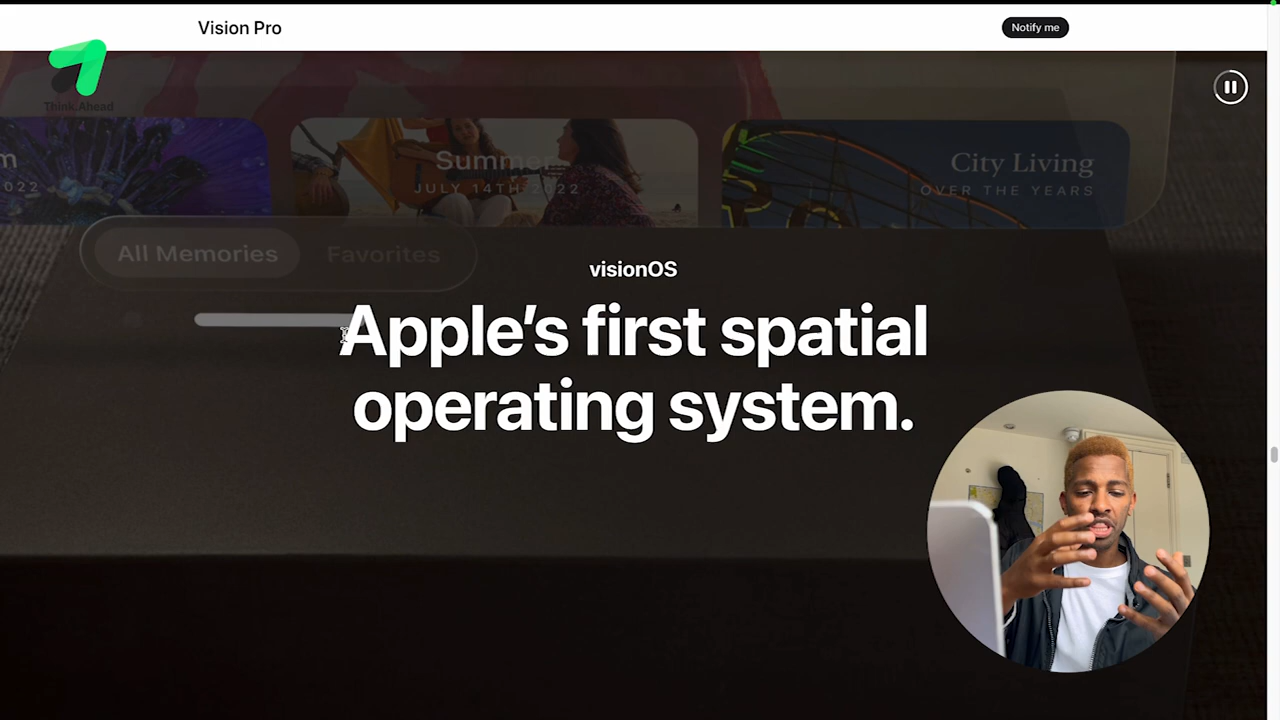 Vision Pro
Notify me
Think.Ahead
m
2022
Summer
JULY 14TH 2022
City Living
OVER THE YEARS
All Memories
Favorites
visionOS
Apple’s first spatial
operating system.